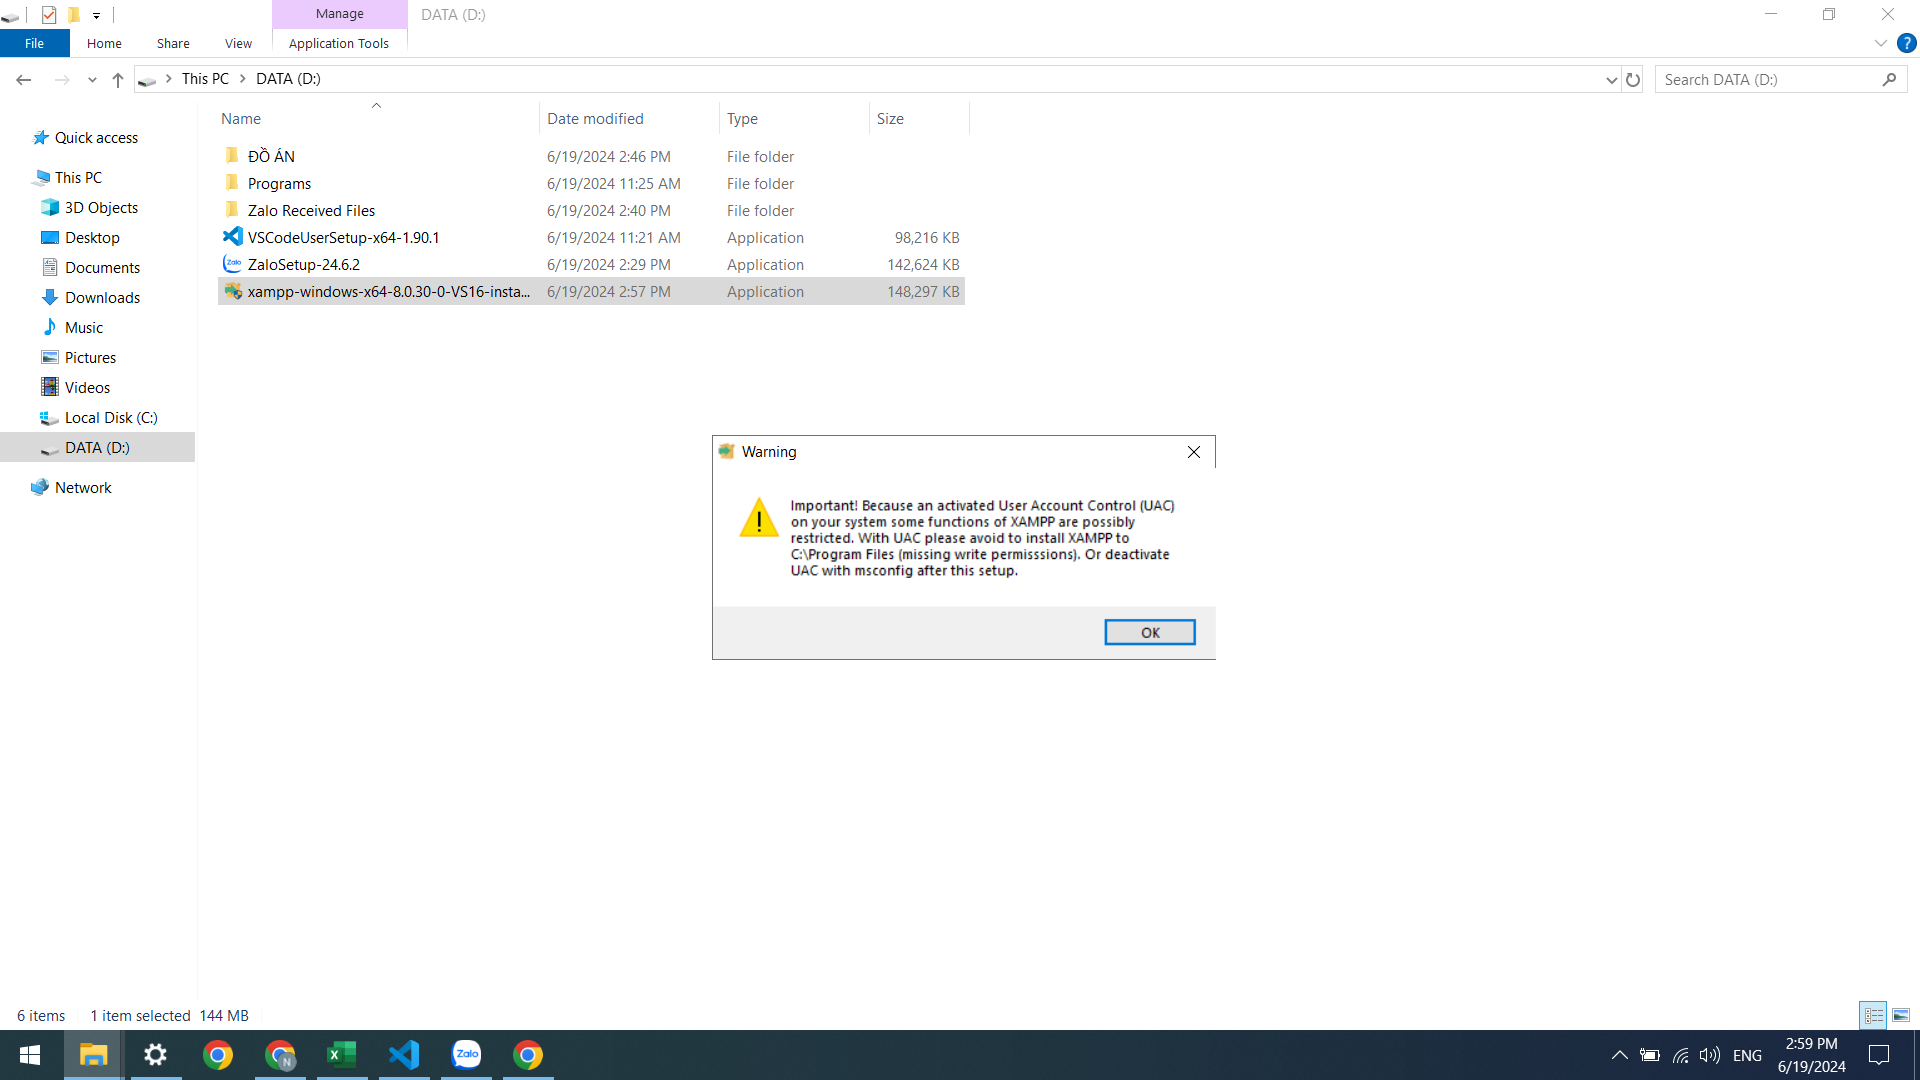 Manage
DATA (D:)
File
Home
Share
View
Application Tools
?
This PC
DATA (D:)
Search DATA (D:)
Name
Date modified
Type
Size
Quick access
This PC
3D Objects
Desktop
Documents
Downloads
Music
Pictures
Videos
Local Disk (C:)
DATA (D:)
Network
ĐỒ ÁN 6/19/2024 2:46 PM File folder
Programs 6/19/2024 11:25 AM File folder
Zalo Received Files 6/19/2024 2:40 PM File folder
VSCodeUserSetup-x64-1.90.1 6/19/2024 11:21 AM Application 98,216 KB
Zalo ZaloSetup-24.6.2 6/19/2024 2:29 PM Application 142,624 KB
xampp-windows-x64-8.0.30-0-VS16-insta... 6/19/2024 2:57 PM Application 148,297 KB
Warning
Important! Because an activated User Account Control (UAC)
on your system some functions of XAMPP are possibly
restricted. With UAC please avoid to install XAMPP to
C:\Program Files (missing write permisssions). Or deactivate
UAC with msconfig after this setup.
OK
6 items 1 item selected 144 MB
N
X
Zalo
ENG
2:59 PM
6/19/2024